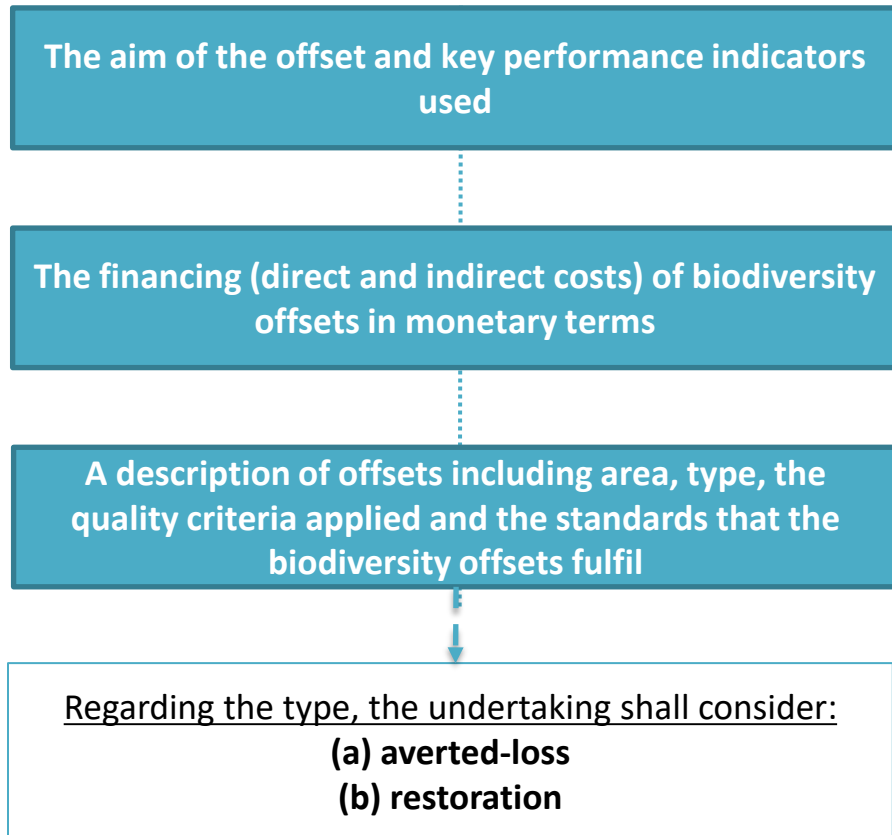 The aim of the offset and key performance indicators
used
The financing (direct and indirect costs) of biodiversity
offsets in monetary terms
A description of offsets including area, type, the
quality criteria applied and the standards that the
biodiversity offsets fulfil
Regarding the type, the undertaking shall consider:
(a) averted-loss
(b) restoration